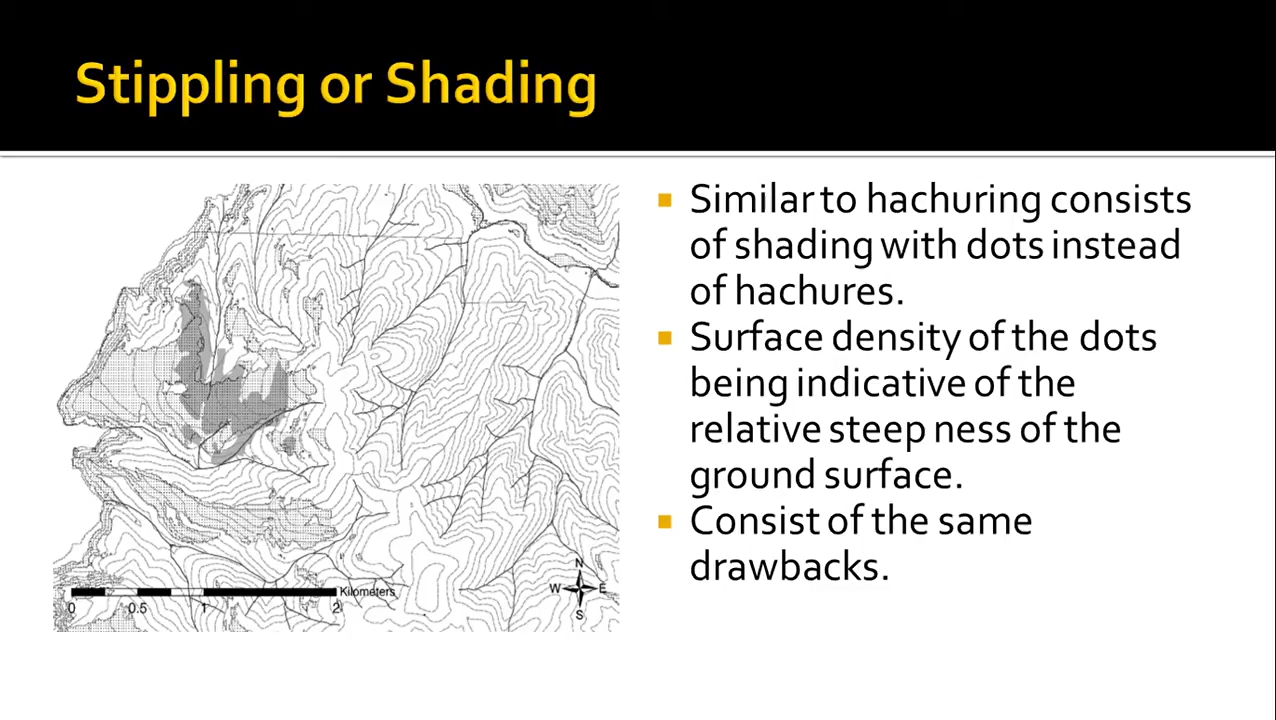 Stippling or Shading
Similar to hachuring consists
of shading with dots instead
of hachures.
Surface density of the dots
being indicative of the
relative steep ness of the
ground surface.
Consist of the same
drawbacks.
N
W E
S
Kilometers
0 0.5 1 2